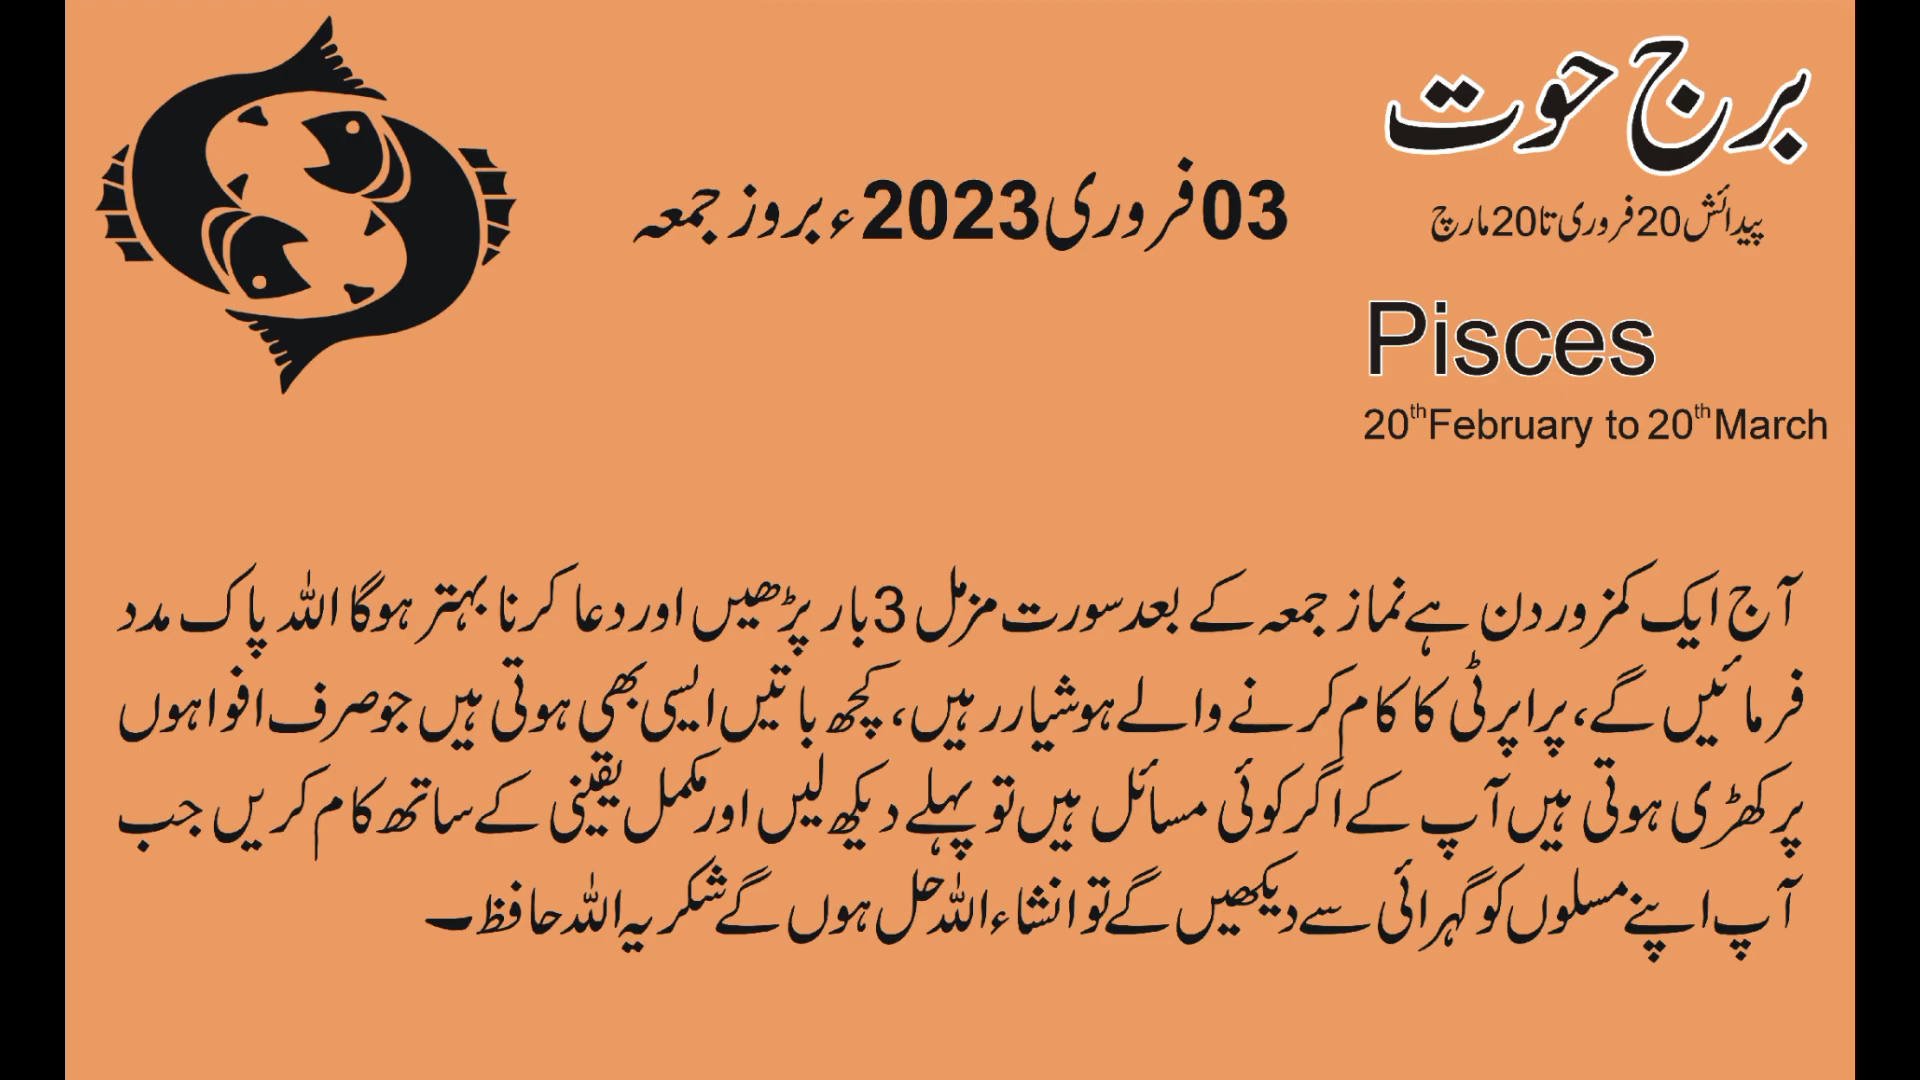 برج حوت
پیدائش 20 فروری تا 20 مارچ
03 فروری 2023ء بروز جمعہ
Pisces
20th February to 20th March
آج ایک کمزور دن ہے نماز جمعہ کے بعد سورت مزمل 3 بار پڑھیں اور دعا کرنا بہتر ہوگا اللہ پاک مدد
فرمائیں گے، پراپرٹی کا کام کرنے والے ہوشیار رہیں، کچھ باتیں ایسی بھی ہوتی ہیں جو صرف افواہوں
پر کھڑی ہوتی ہیں آپ کے اگر کوئی مسائل ہیں تو پہلے دیکھ لیں اور مکمل یقینی کے ساتھ کام کریں جب
آپ اپنے مسلوں کو گہرائی سے دیکھیں گے تو انشاء اللہ حل ہوں گے شکریہ اللہ حافظ۔